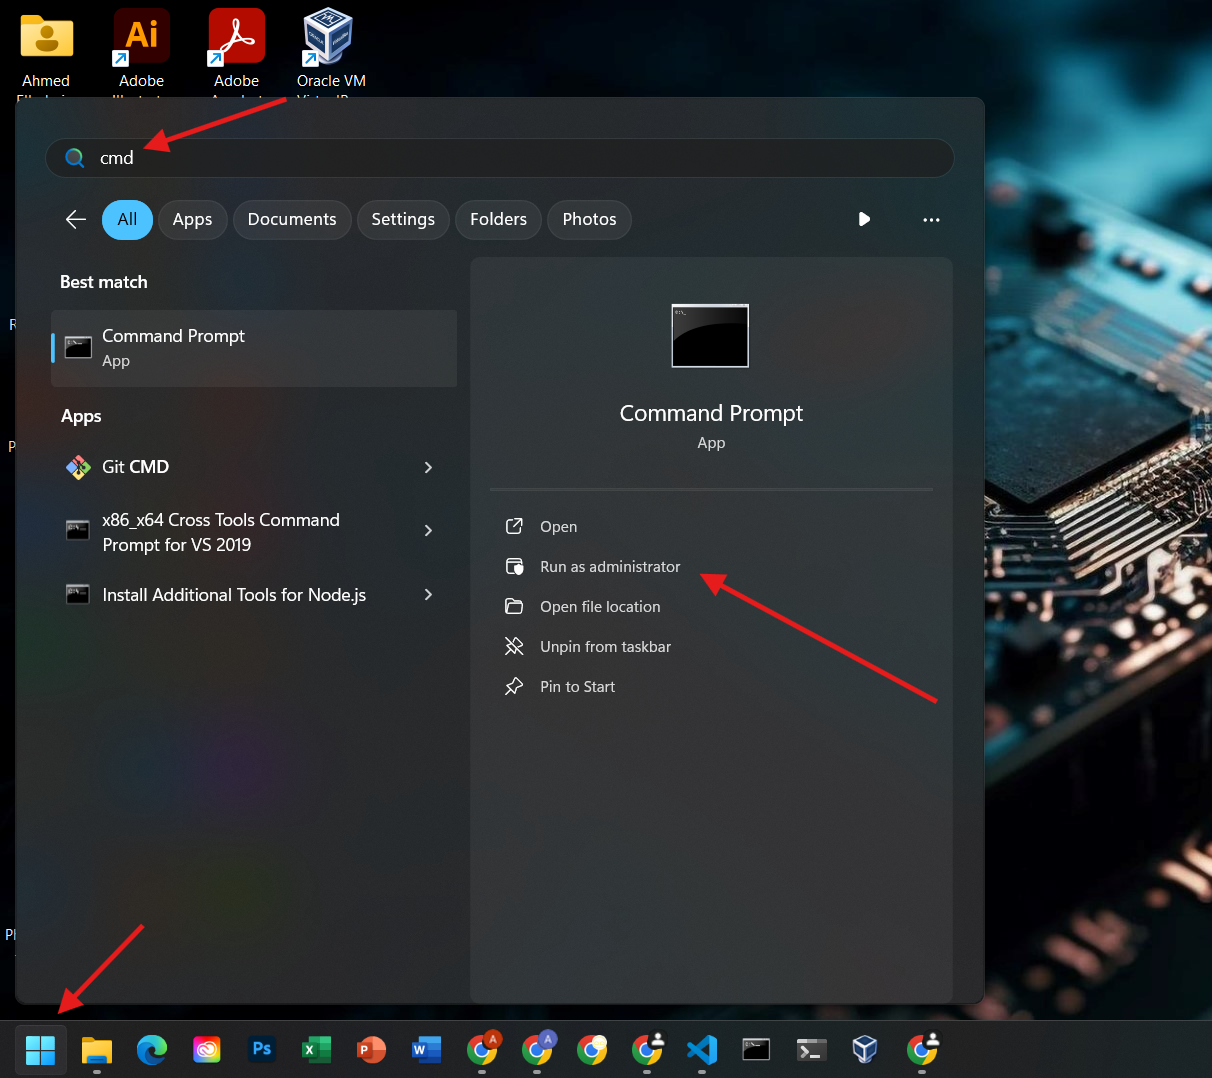 Ahmed
Adobe
Adobe
Oracle VM
cmd
All
Apps
Documents
Settings
Folders
Photos
Best match
Command Prompt
App
Apps
Git CMD
x86_x64 Cross Tools Command
Prompt for VS 2019
Install Additional Tools for Node.js
Command Prompt
App
Open
Run as administrator
Open file location
Unpin from taskbar
Pin to Start